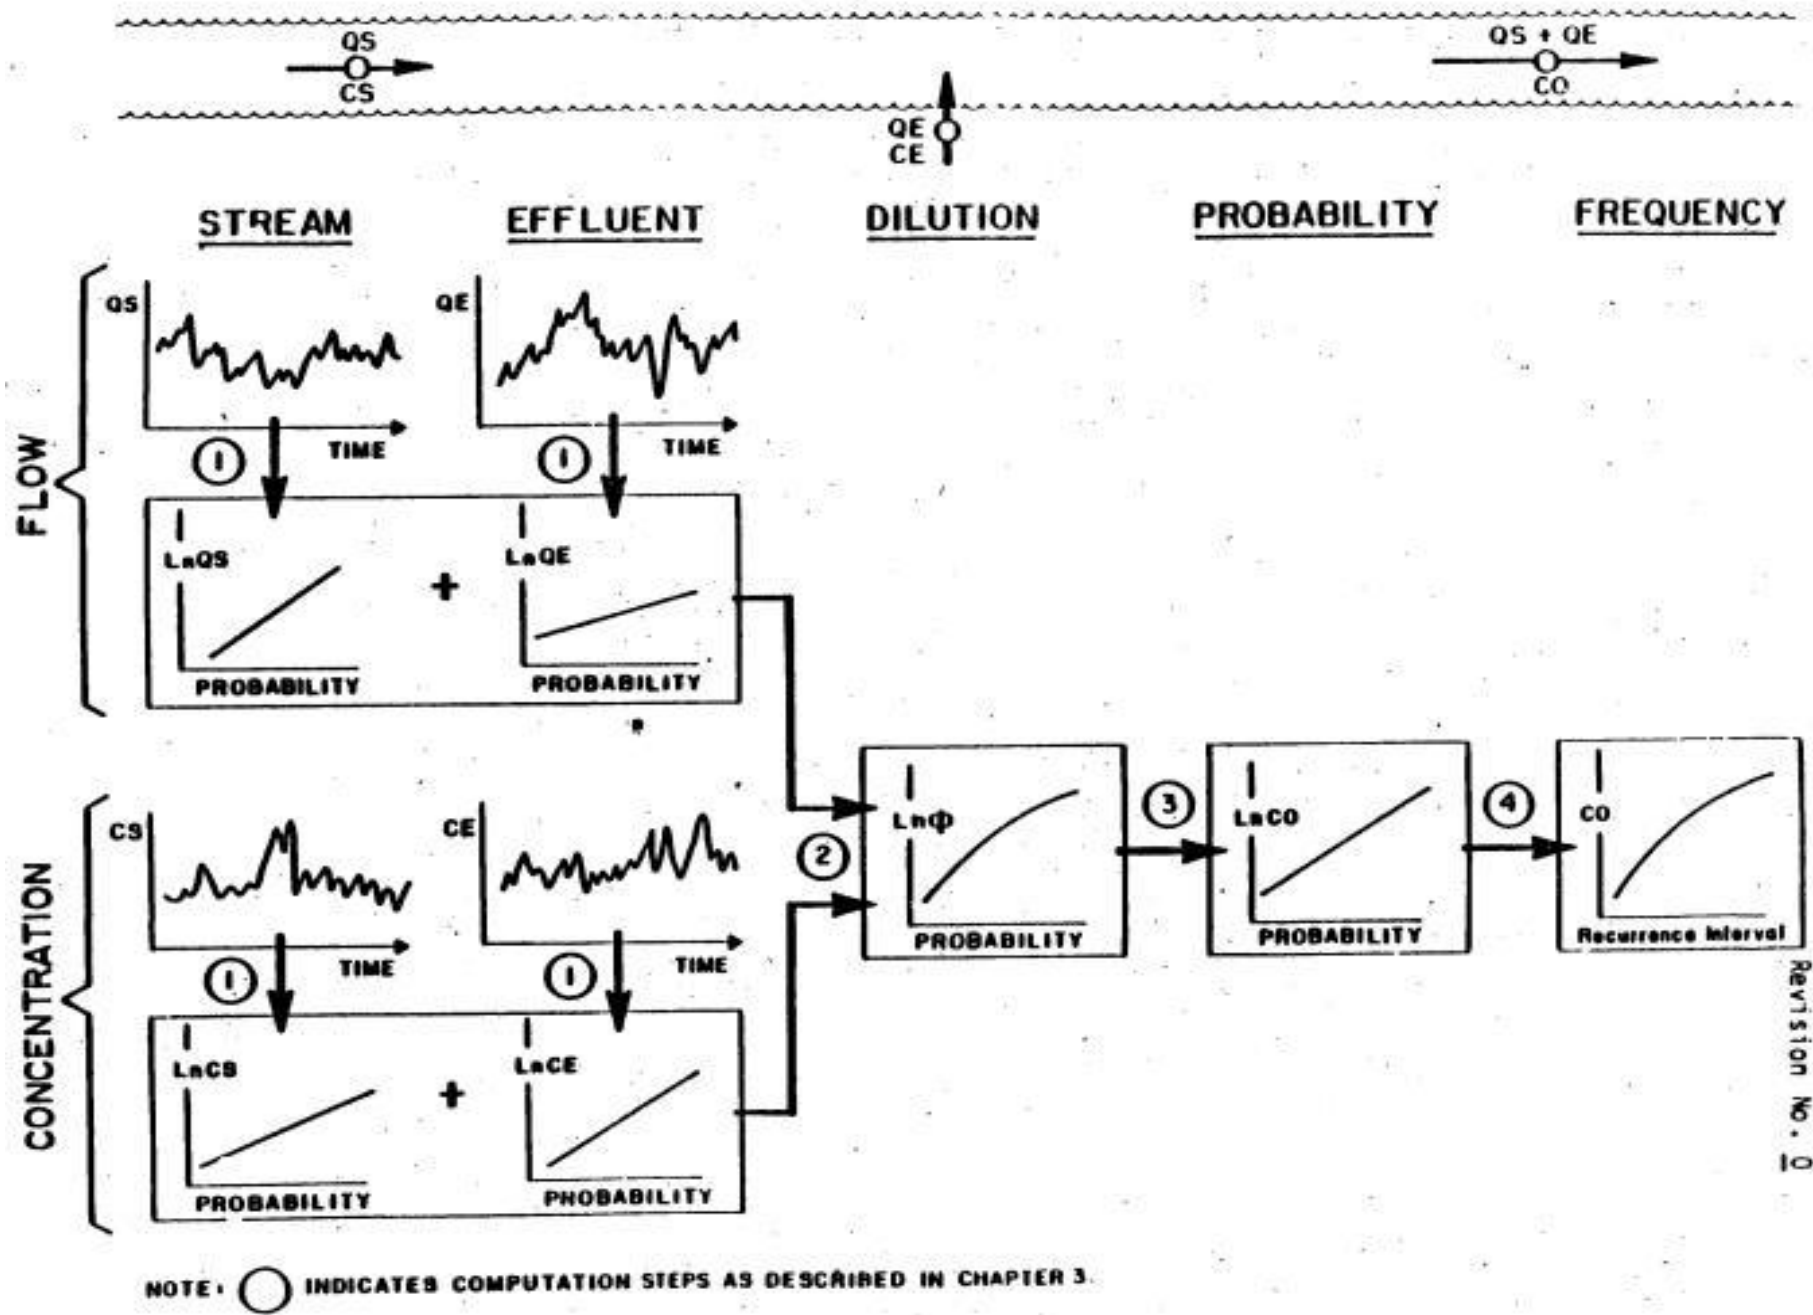 QS
CS
QS + QE
CO
QE
CE
STREAM
EFFLUENT
DILUTION
PROBABILITY
FREQUENCY
FLOW
QS
TIME
QE
TIME
1
1
LnQS
PROBABILITY
+
LnQE
PROBABILITY
CONCENTRATION
CS
TIME
CE
TIME
1
1
LnCS
PROBABILITY
+
LnCE
PROBABILITY
2
LnΦ
PROBABILITY
3
LnCO
PROBABILITY
4
CO
Recurrence Interval
Revision No. 0
NOTE: INDICATES COMPUTATION STEPS AS DESCRIBED IN CHAPTER 3.